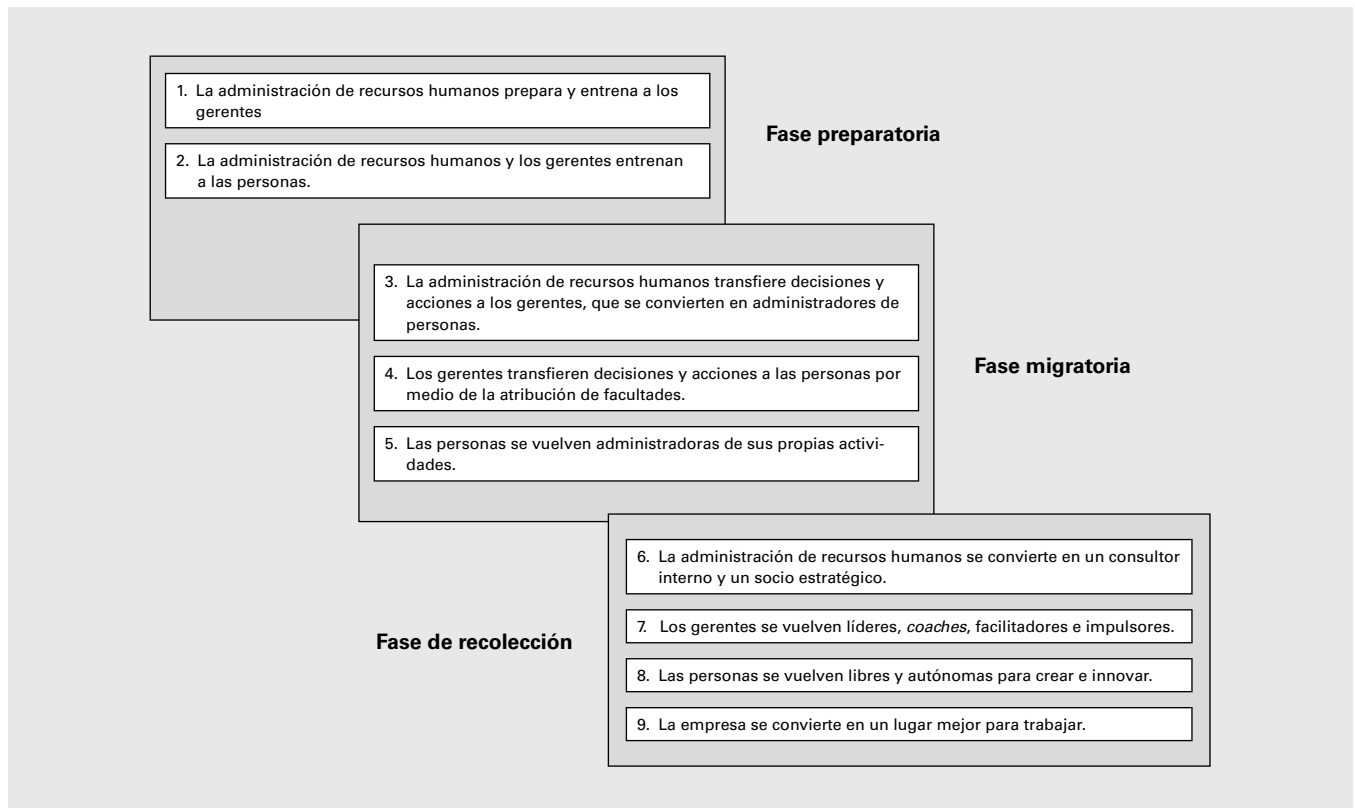 1. La administración de recursos humanos prepara y entrena a los
gerentes
Fase preparatoria
2. La administración de recursos humanos y los gerentes entrenan
a las personas.
3. La administración de recursos humanos transfiere decisiones y
acciones a los gerentes, que se convierten en administradores de
personas.
Fase migratoria
4. Los gerentes transfieren decisiones y acciones a las personas por
medio de la atribución de facultades.
5. Las personas se vuelven administradoras de sus propias activi-
dades.
6. La administración de recursos humanos se convierte en un consultor
interno y un socio estratégico.
Fase de recolección
7. Los gerentes se vuelven líderes, coaches, facilitadores e impulsores.
8. Las personas se vuelven libres y autónomas para crear e innovar.
9. La empresa se convierte en un lugar mejor para trabajar.